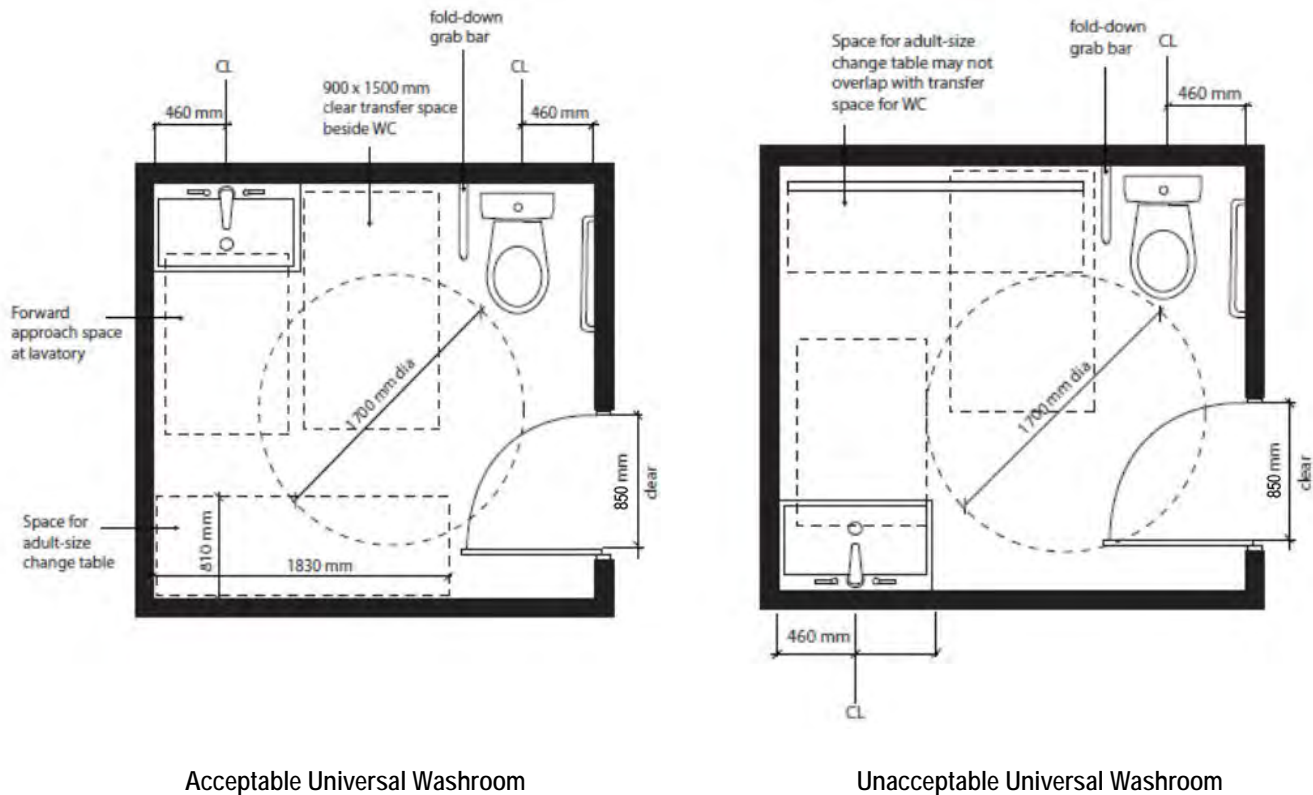 fold-down
grab bar
CL
CL
900 x 1500 mm
clear transfer space
beside WC
460 mm
460 mm
Forward
approach space
at lavatory
1700 mm dia
850 mm
clear
Space for
adult-size
change table
810 mm
1830 mm
Acceptable Universal Washroom
Space for adult-size
change table may not
overlap with transfer
space for WC
fold-down
grab bar
CL
460 mm
1700 mm dia
850 mm
clear
460 mm
CL
Unacceptable Universal Washroom